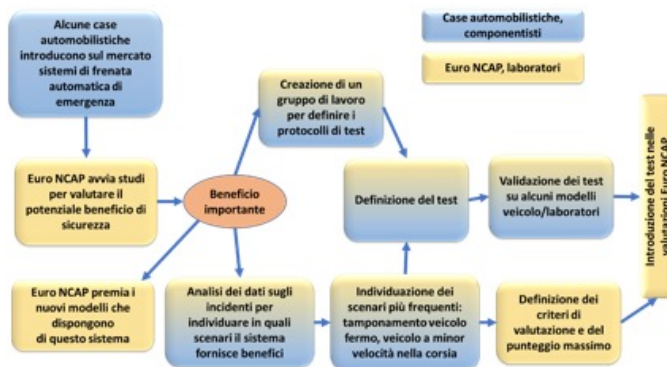 Alcune case
automobilistiche
introducono sul mercato
sistemi di frenata
automatica di
emergenza
Case automobilistiche,
componentisti
Euro NCAP, laboratori
Creazione di un
gruppo di lavoro
per definire i
protocolli di test
Euro NCAP avvia studi
per valutare il
potenziale beneficio di
sicurezza
Beneficio
importante
Definizione del test
Validazione dei test
su alcuni modelli
veicolo/laboratori
Introduzione del test nelle
valutazioni Euro NCAP
Euro NCAP premia i
nuovi modelli che
dispongono
di questo sistema
Analisi dei dati sugli
incidenti per
individuare in quali
scenari il sistema
fornisce benefici
Individuazione dei
scenari più frequenti:
tamponamento veicolo
fermo, veicolo a minor
velocità nella corsia
Definizione dei
criteri di
valutazione e del
punteggio massimo